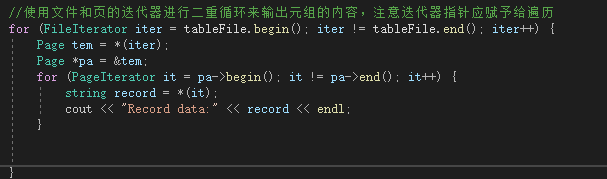 //使用文件和页的迭代器进行二重循环来输出元组的内容，注意迭代器指针应赋予给遍历
for (FileIterator iter = tableFile.begin(); iter != tableFile.end(); iter++) {
    Page tem = *(iter);
    Page *pa = &tem;
    for (PageIterator it = pa->begin(); it != pa->end(); it++) {
        string record = *(it);
        cout << "Record data:" << record << endl;
    }
}